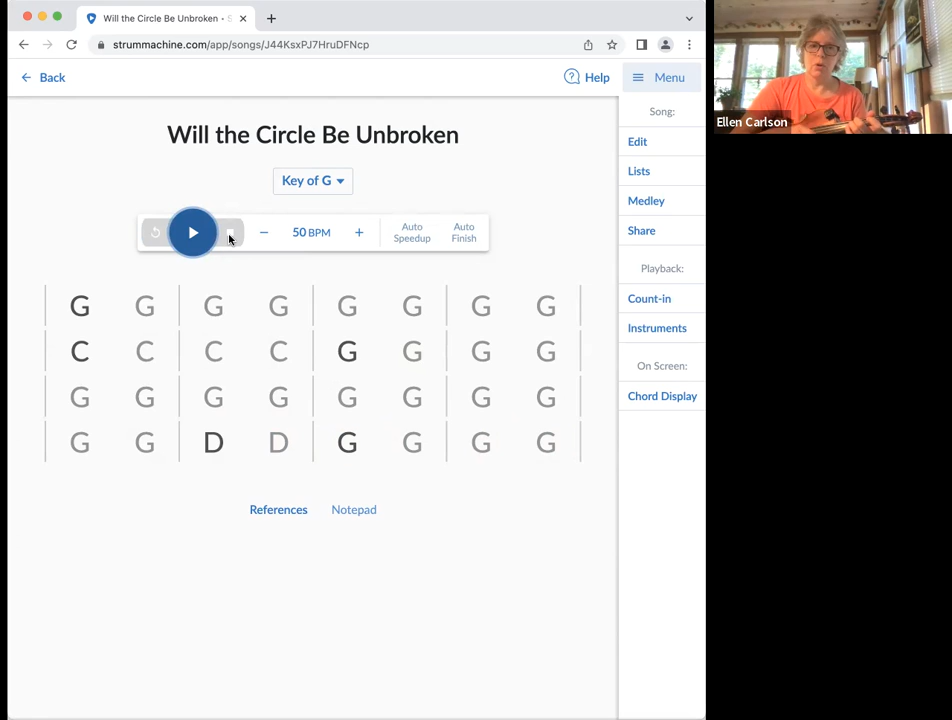 Will the Circle Be Unbroken • S
strummachine.com/app/songs/J44KsxPJ7HruDFNcp
Back
Help
Menu
Will the Circle Be Unbroken
Key of G
50 BPM
Auto
Speedup
Auto
Finish
G G G G G G G G
C C C C G G G G
G G G G G G G G
G G D D G G G G
References Notepad
Song:
Edit
Lists
Medley
Share
Playback:
Count-in
Instruments
On Screen:
Chord Display
Ellen Carlson